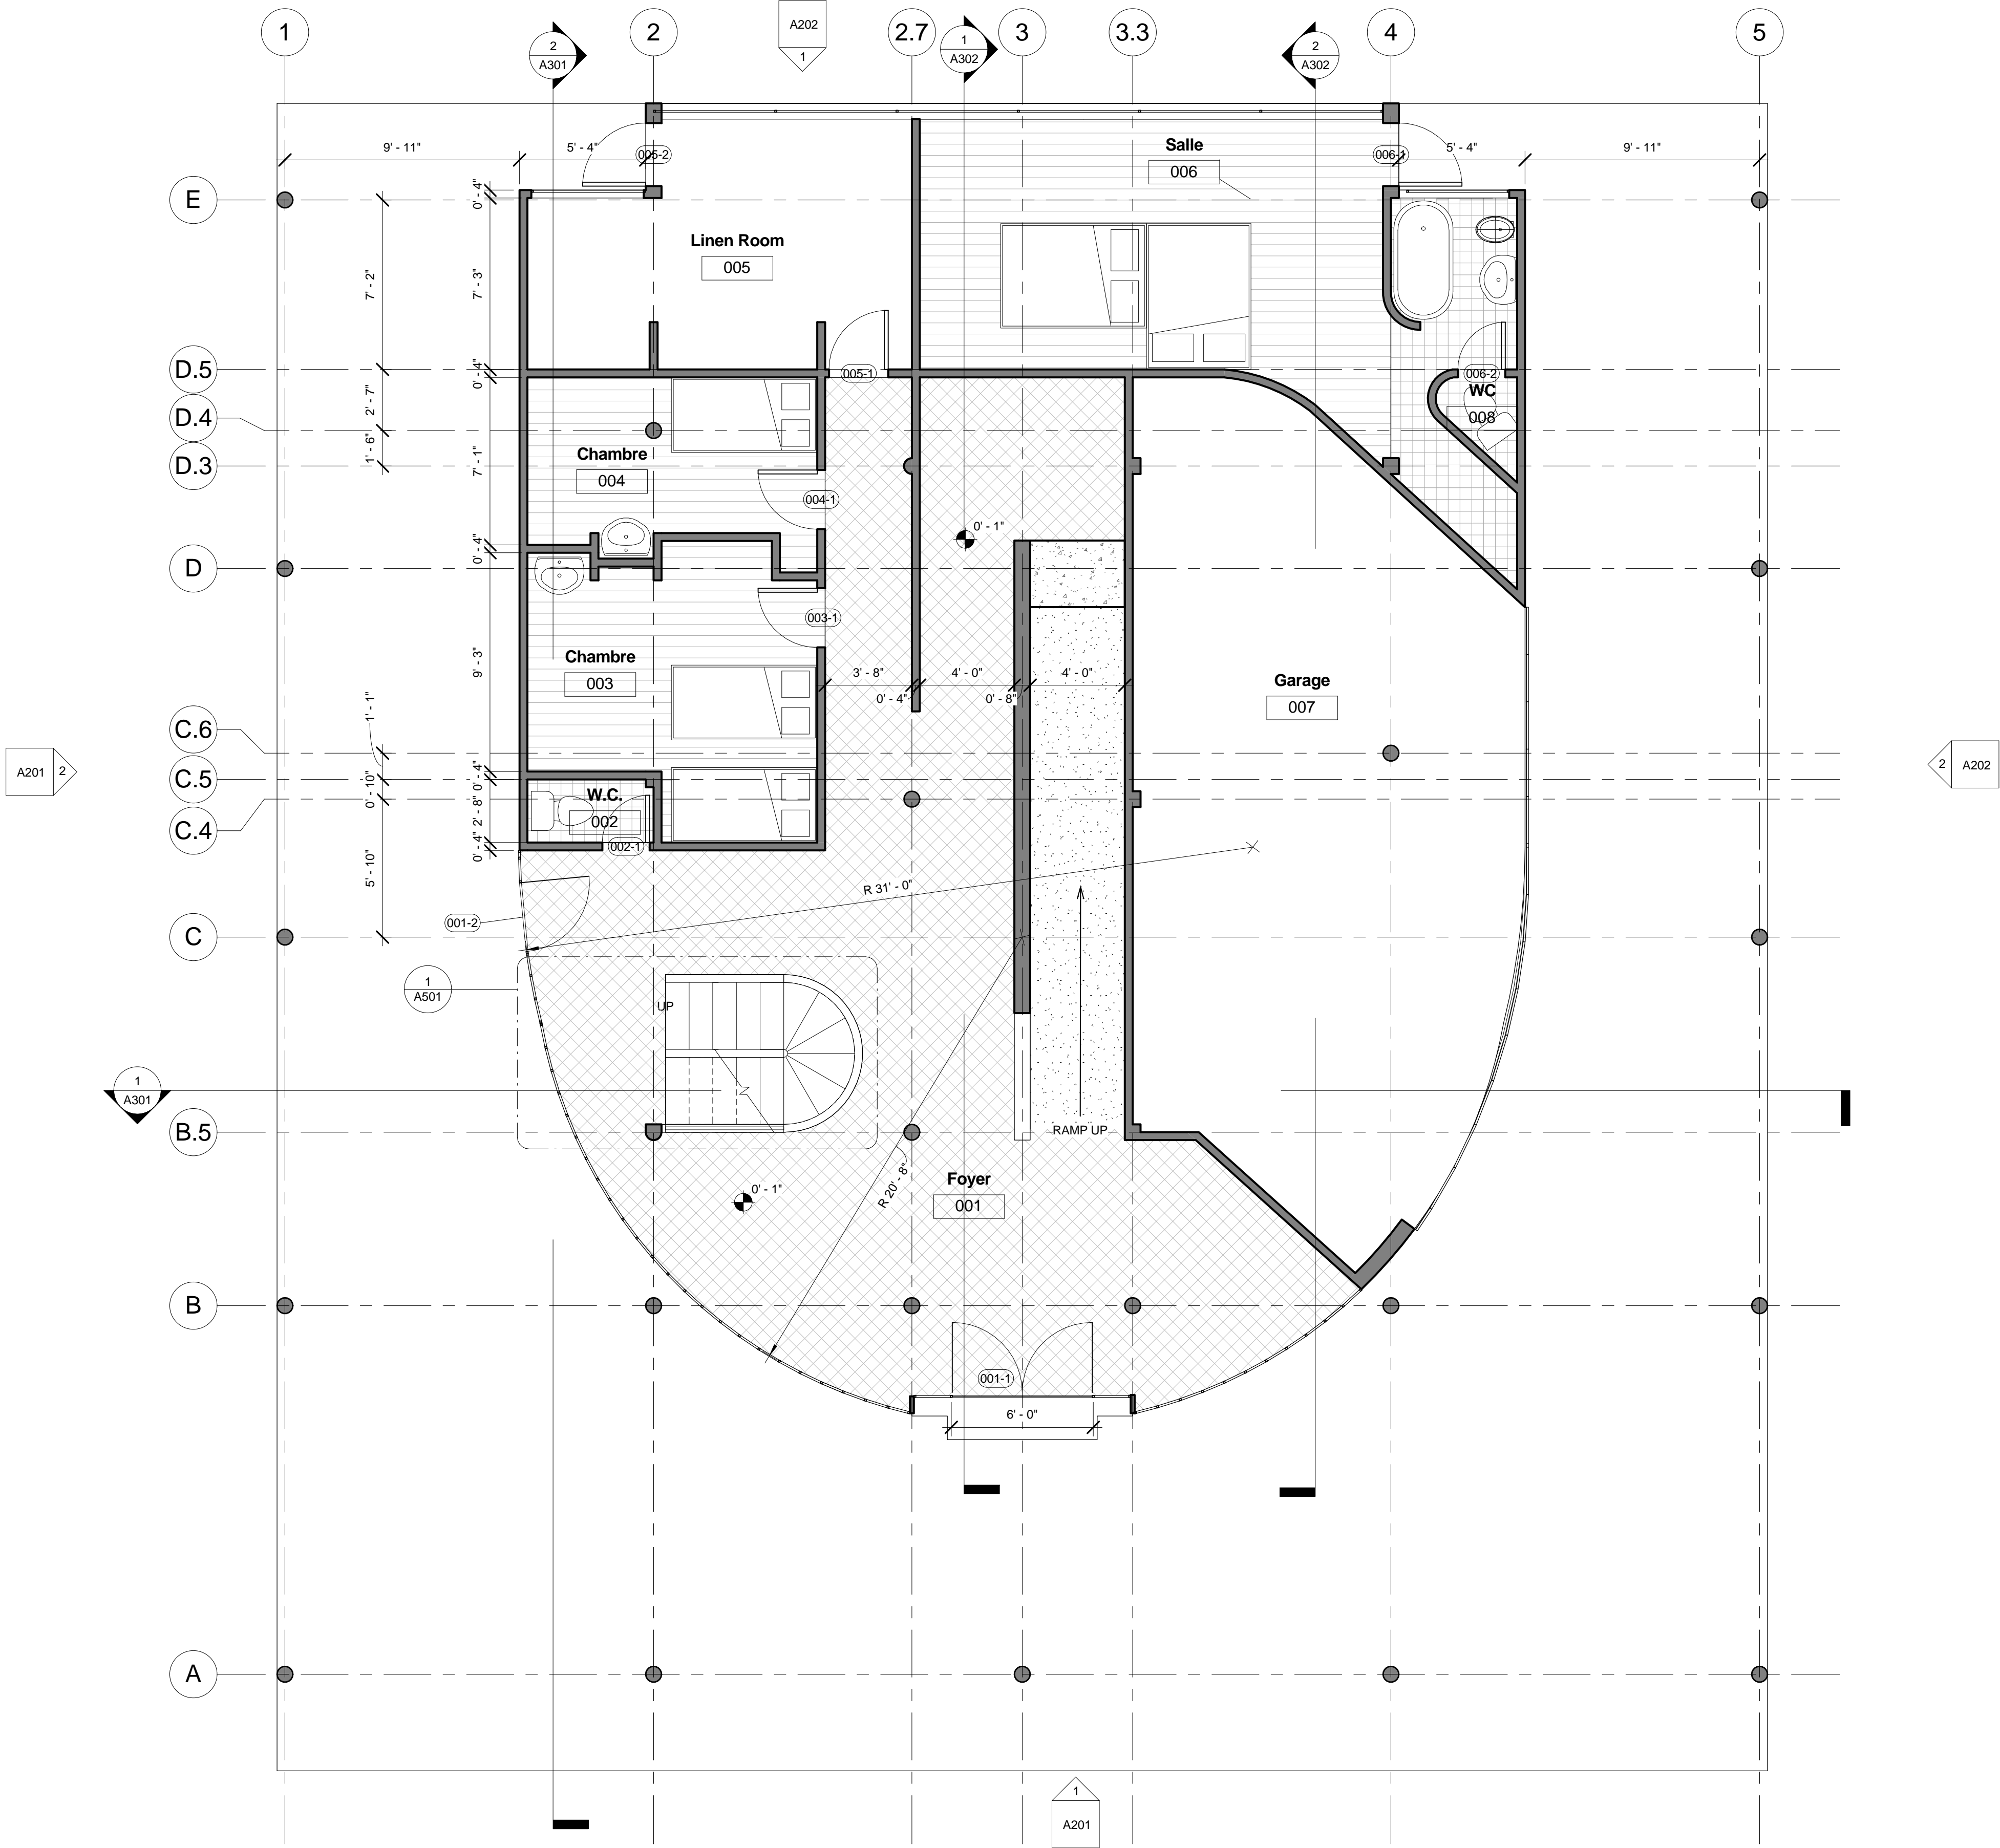 A202
1
1
2
2.7
3
3.3
4
5
2
A301
1
A302
2
A302
9' - 11"
5' - 4"
005-2
Salle
006
006-1
5' - 4"
9' - 11"
E
0' - 4"
Linen Room
005
7' - 2"
7' - 3"
D.5
0' - 4"
005-1
006-2
WC
008
2' - 7"
D.4
1' - 6"
7' - 1"
D.3
Chambre
004
004-1
0' - 1"
0' - 4"
D
003-1
9' - 3"
Chambre
003
3' - 8"
4' - 0"
4' - 0"
0' - 4"
0' - 8"
Garage
007
1' - 1"
C.6
A201
2
2
A202
C.5
0' - 10"
0' - 4"
W.C.
002
2' - 8"
C.4
0' - 4"
002-1
5' - 10"
R 31' - 0"
001-2
C
1
A501
UP
1
A301
B.5
RAMP UP
R 20' - 8"
Foyer
001
0' - 1"
B
001-1
6' - 0"
A
1
A201